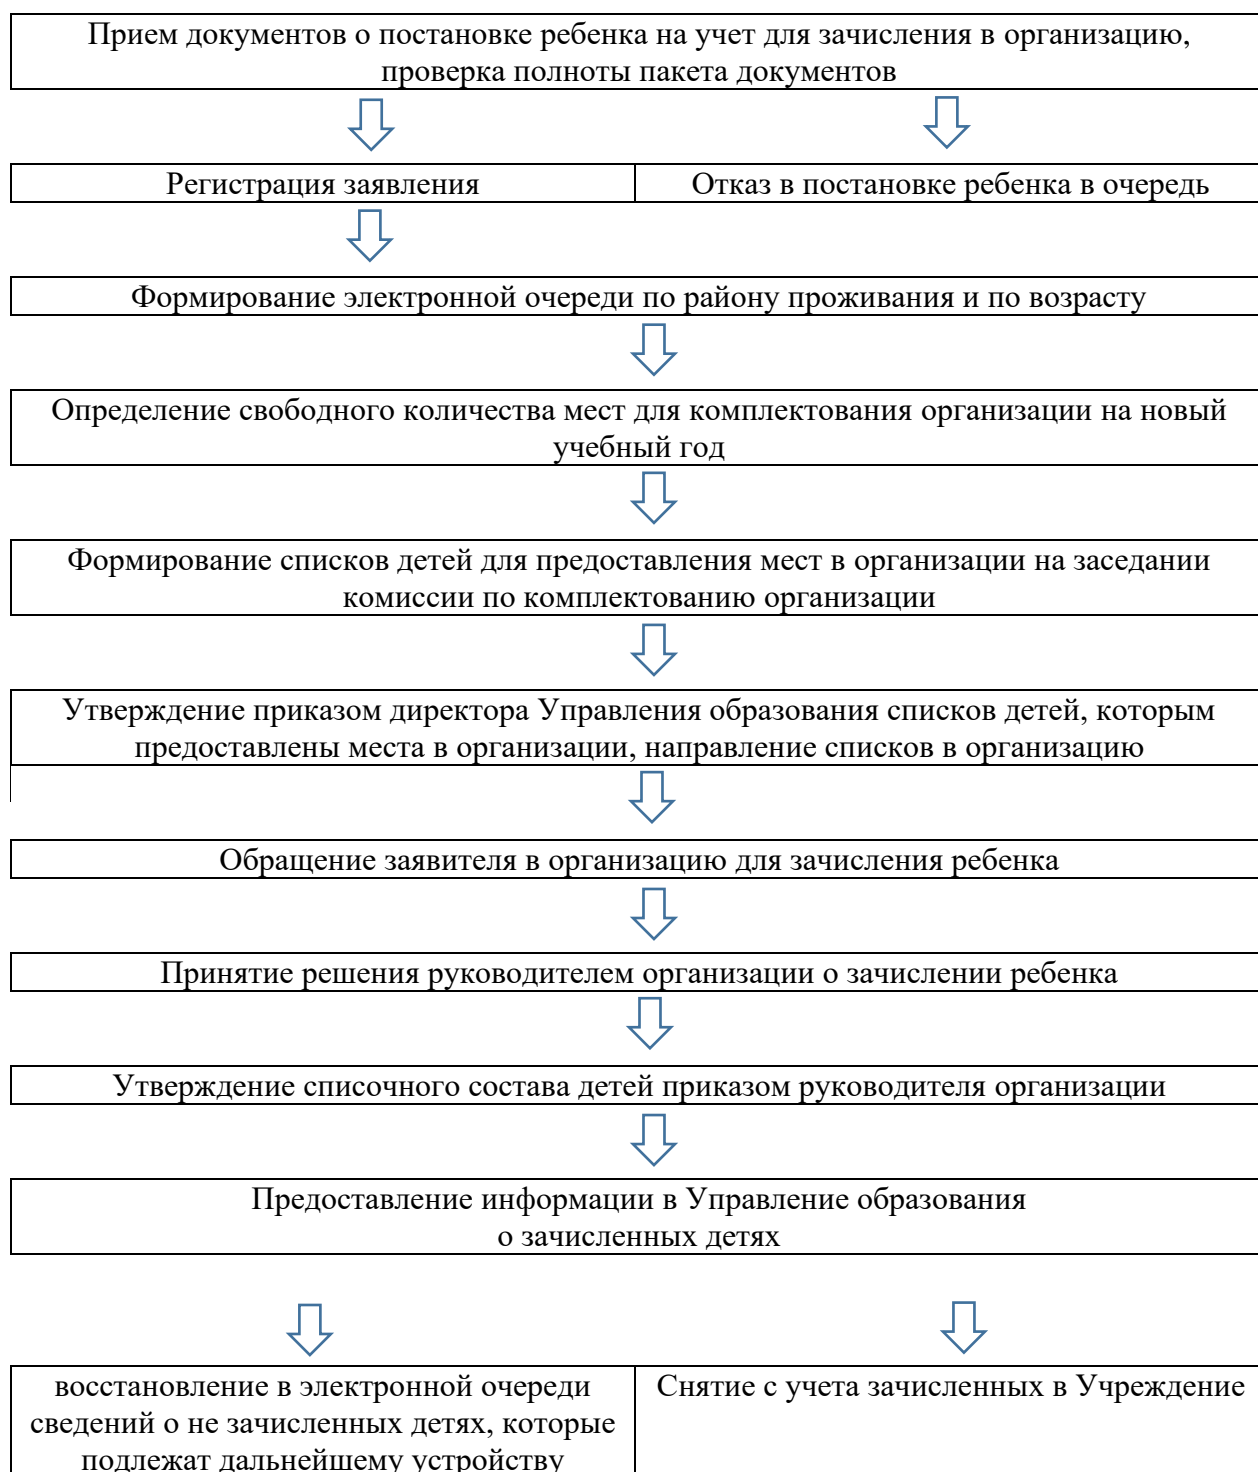 Прием документов о постановке ребенка на учет для зачисления в организацию,
проверка полноты пакета документов
Регистрация заявления
Отказ в постановке ребенка в очередь
Формирование электронной очереди по району проживания и по возрасту
Определение свободного количества мест для комплектования организации на новый
учебный год
Формирование списков детей для предоставления мест в организации на заседании
комиссии по комплектованию организации
Утверждение приказом директора Управления образования списков детей, которым
предоставлены места в организации, направление списков в организацию
Обращение заявителя в организацию для зачисления ребенка
Принятие решения руководителем организации о зачислении ребенка
Утверждение списочного состава детей приказом руководителя организации
Предоставление информации в Управление образования
о зачисленных детях
восстановление в электронной очереди
сведений о не зачисленных детях, которые
подлежат дальнейшему устройству
Снятие с учета зачисленных в Учреждение